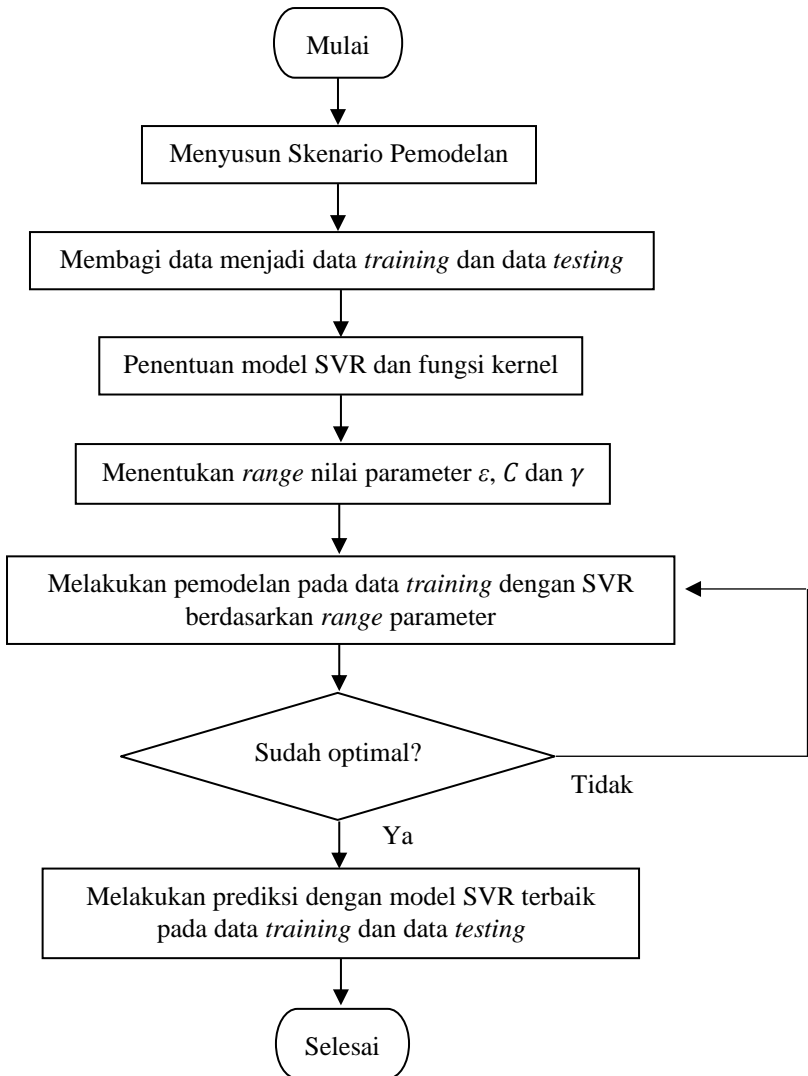 Mulai
Menyusun Skenario Pemodelan
Membagi data menjadi data training dan data testing
Penentuan model SVR dan fungsi kernel
Menentukan range nilai parameter ε, C dan γ
Melakukan pemodelan pada data training dengan SVR
berdasarkan range parameter
Sudah optimal?
Tidak
Ya
Melakukan prediksi dengan model SVR terbaik
pada data training dan data testing
Selesai